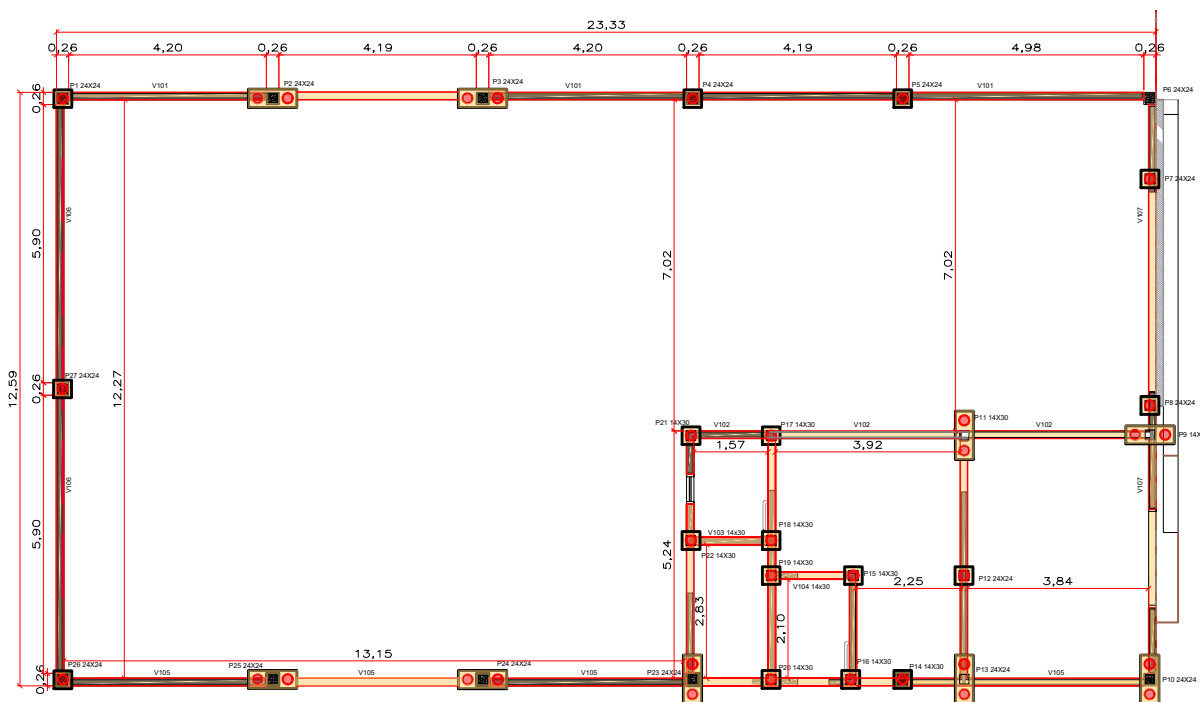 23,33
0,26 4,20 0,26 4,19 0,26 4,20 0,26 4,19 0,26 4,98 0,26
P1 24X24 V101 P2 24X24 P3 24X24 V101 P4 24X24 P5 24X24 V101 P6 24X24
0,26
P7 24X24
V106 V107
5,90 7,02 7,02
P27 24X24
12,59 0,26 12,27
P8 24X24
P21 14X30 V102 P17 14X30 V102 P11 14X30 V102 P9 14X
1,57 3,92
V106 V107
5,90
P18 14X30
V103 14x30
P22 14X30
5,24
P19 14X30 P15 14X30 P12 24X24
V104 14x30 2,25 3,84
2,83 2,10
13,15
P26 24X24 P25 24X24 P24 24X24 P16 14X30 P14 14X30
0,26 V105 V105 V105 P23 24X24 P20 14X30 P13 24X24 V105 P10 24X24